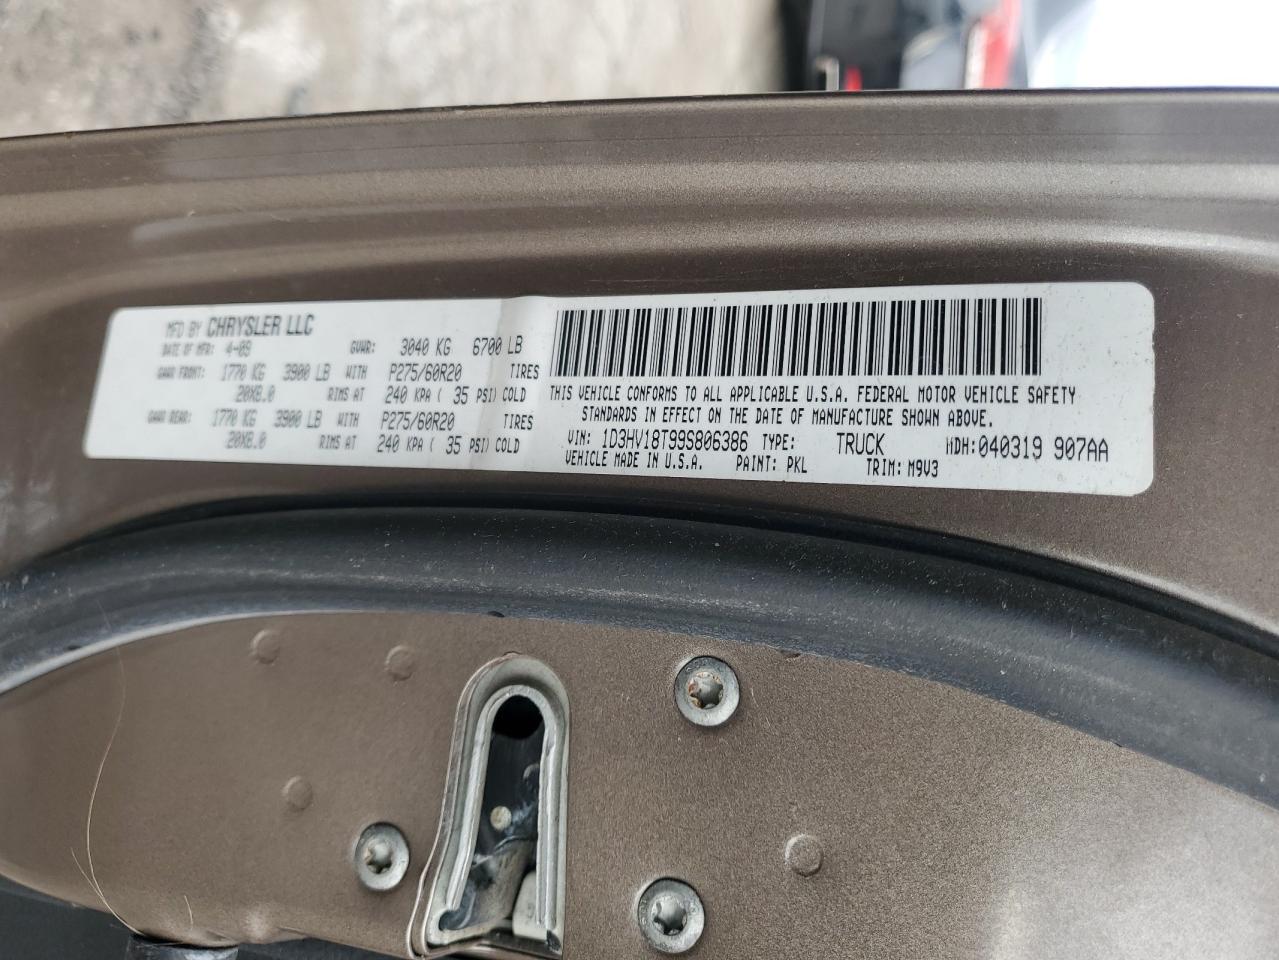 MFD BY CHRYSLER LLC
DATE OF MFR: 4-09 GVWR: 3040 KG 6700 LB
GAWR FRONT: 1770 KG 3900 LB WITH P275/60R20 TIRES
20X8.0 RIMS AT 240 KPA ( 35 PSI) COLD
GAWR REAR: 1770 KG 3900 LB WITH P275/60R20 TIRES
20X8.0 RIMS AT 240 KPA ( 35 PSI) COLD
THIS VEHICLE CONFORMS TO ALL APPLICABLE U.S.A. FEDERAL MOTOR VEHICLE SAFETY
STANDARDS IN EFFECT ON THE DATE OF MANUFACTURE SHOWN ABOVE.
VIN: 1D3HV18T99S806386 TYPE: TRUCK MDH:040319 907AA
VEHICLE MADE IN U.S.A. PAINT: PKL TRIM: M9V3